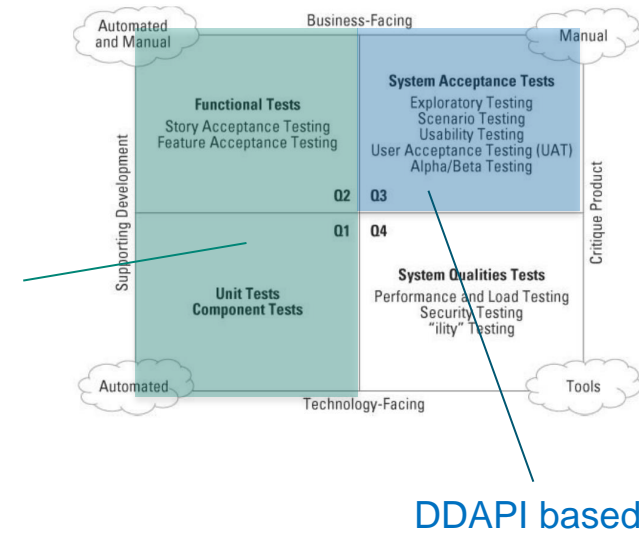 Automated
and Manual
Business-Facing
Manual
Functional Tests
Story Acceptance Testing
Feature Acceptance Testing
System Acceptance Tests
Exploratory Testing
Scenario Testing
Usability Testing
User Acceptance Testing (UAT)
Alpha/Beta Testing
Supporting Development
Critique Product
Q2
Q3
Q1
Q4
Unit Tests
Component Tests
System Qualities Tests
Performance and Load Testing
Security Testing
"ility" Testing
Automated
Technology-Facing
Tools
DDAPI based